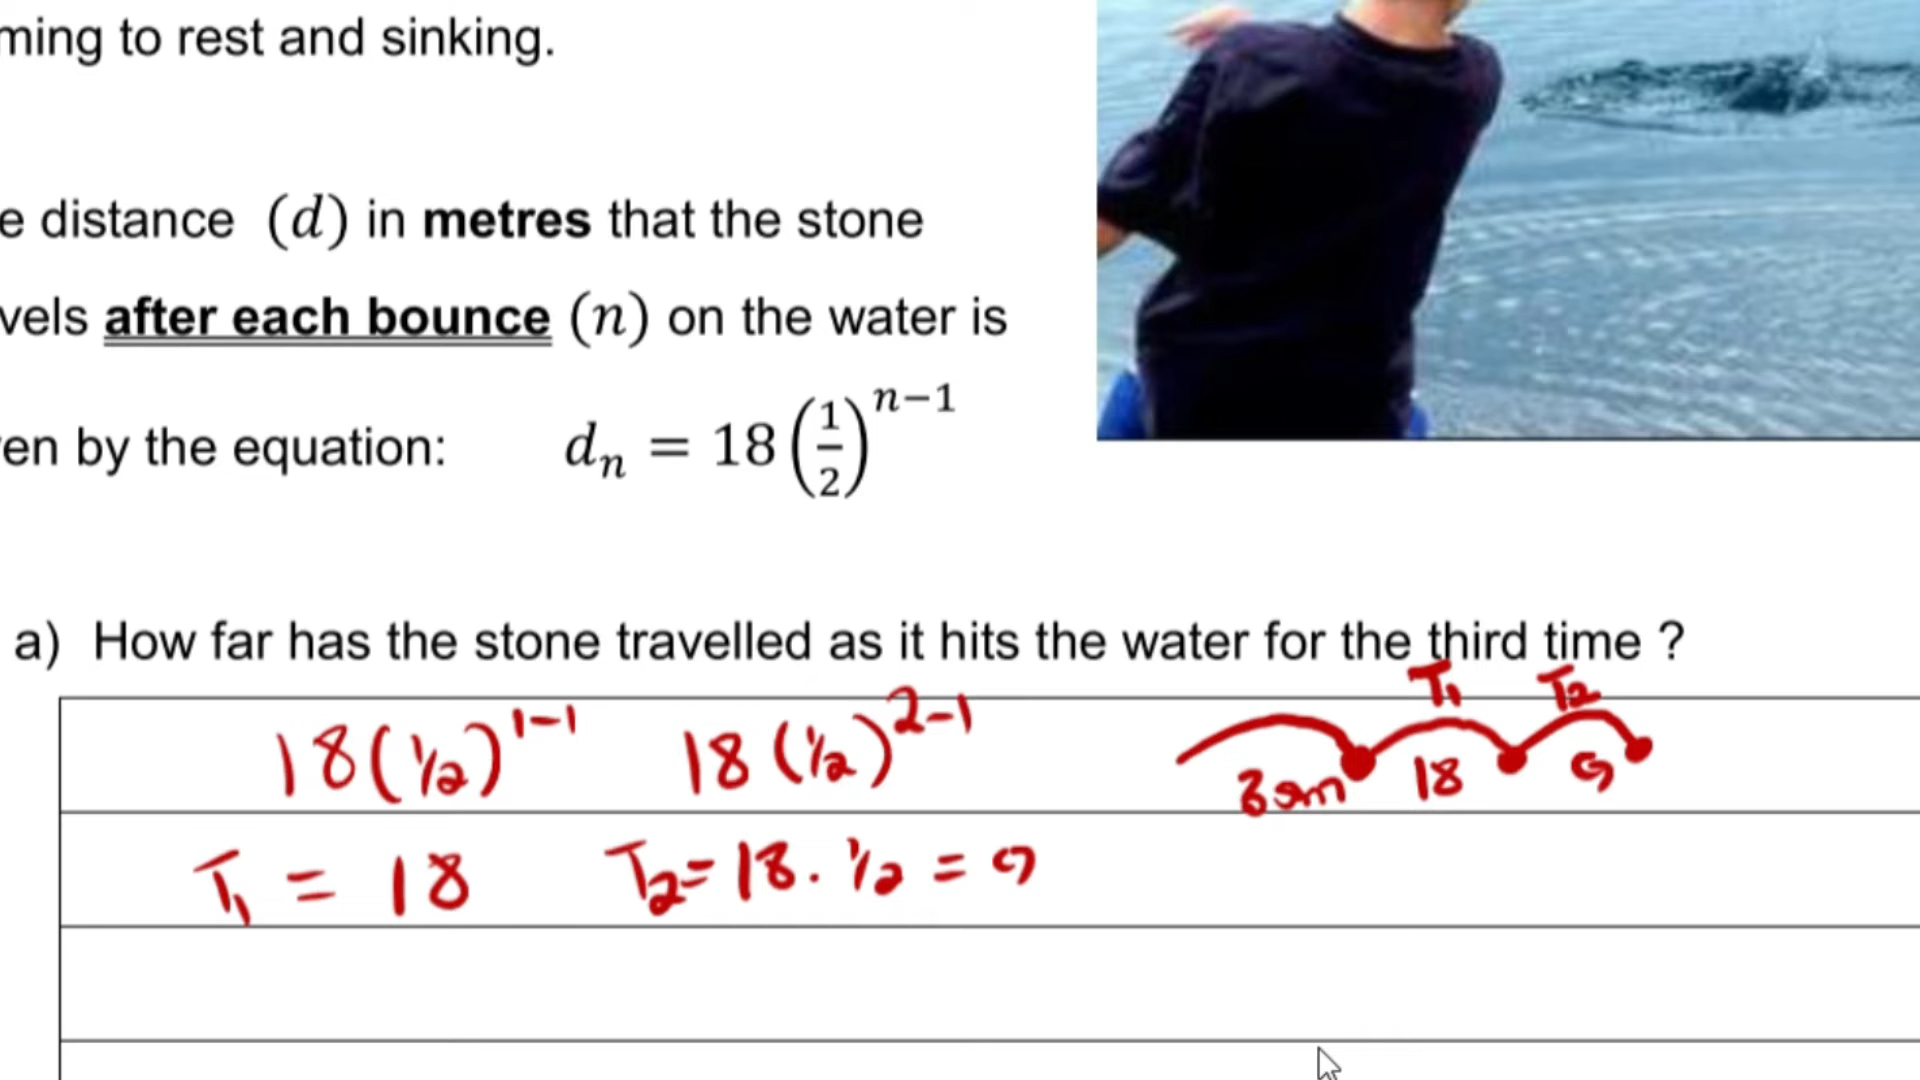 ming to rest and sinking.
e distance (d) in metres that the stone
vels after each bounce (n) on the water is
en by the equation: dₙ = 18(1/2)ⁿ⁻¹
a) How far has the stone travelled as it hits the water for the third time ?
T₁ T₂
18(1/2)¹⁻¹ 18(1/2)²⁻¹
18 9
T₁ = 18 T₂= 18 . 1/2 = 9